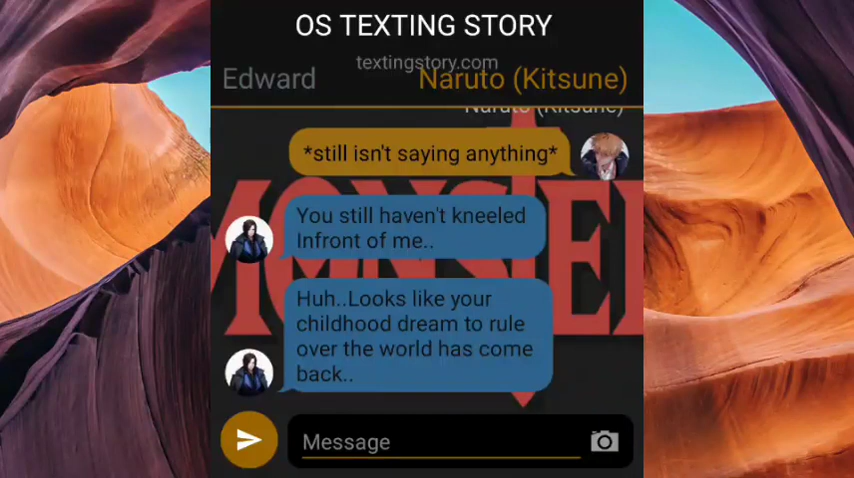 OS TEXTING STORY
textingstory.com
Edward
Naruto (Kitsune)
Naruto (Kitsune)
*still isn't saying anything*
MONSTER
You still haven't kneeled
Infront of me..
Huh..Looks like your
childhood dream to rule
over the world has come
back..
Message